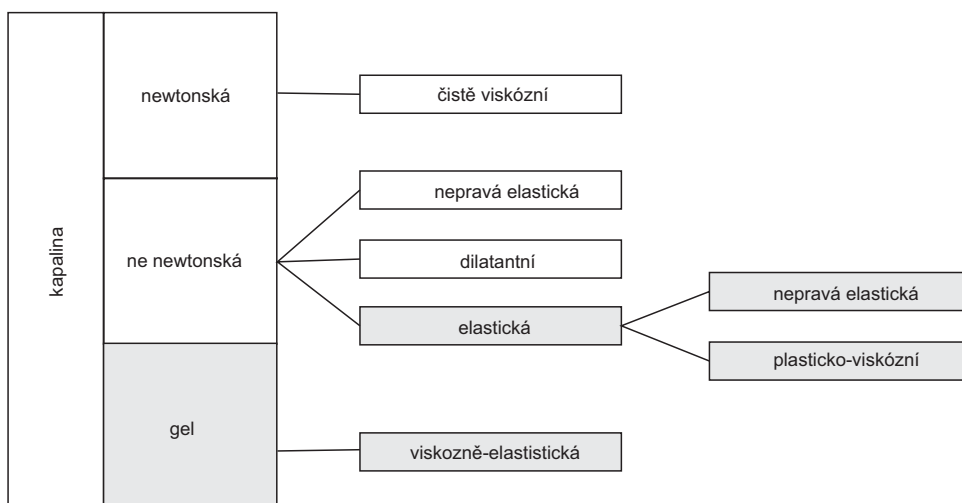 kapalina
newtonská
čistě viskózní
ne newtonská
nepravá elastická
dilatantní
elastická
nepravá elastická
plasticko-viskózní
gel
viskozně-elastistická